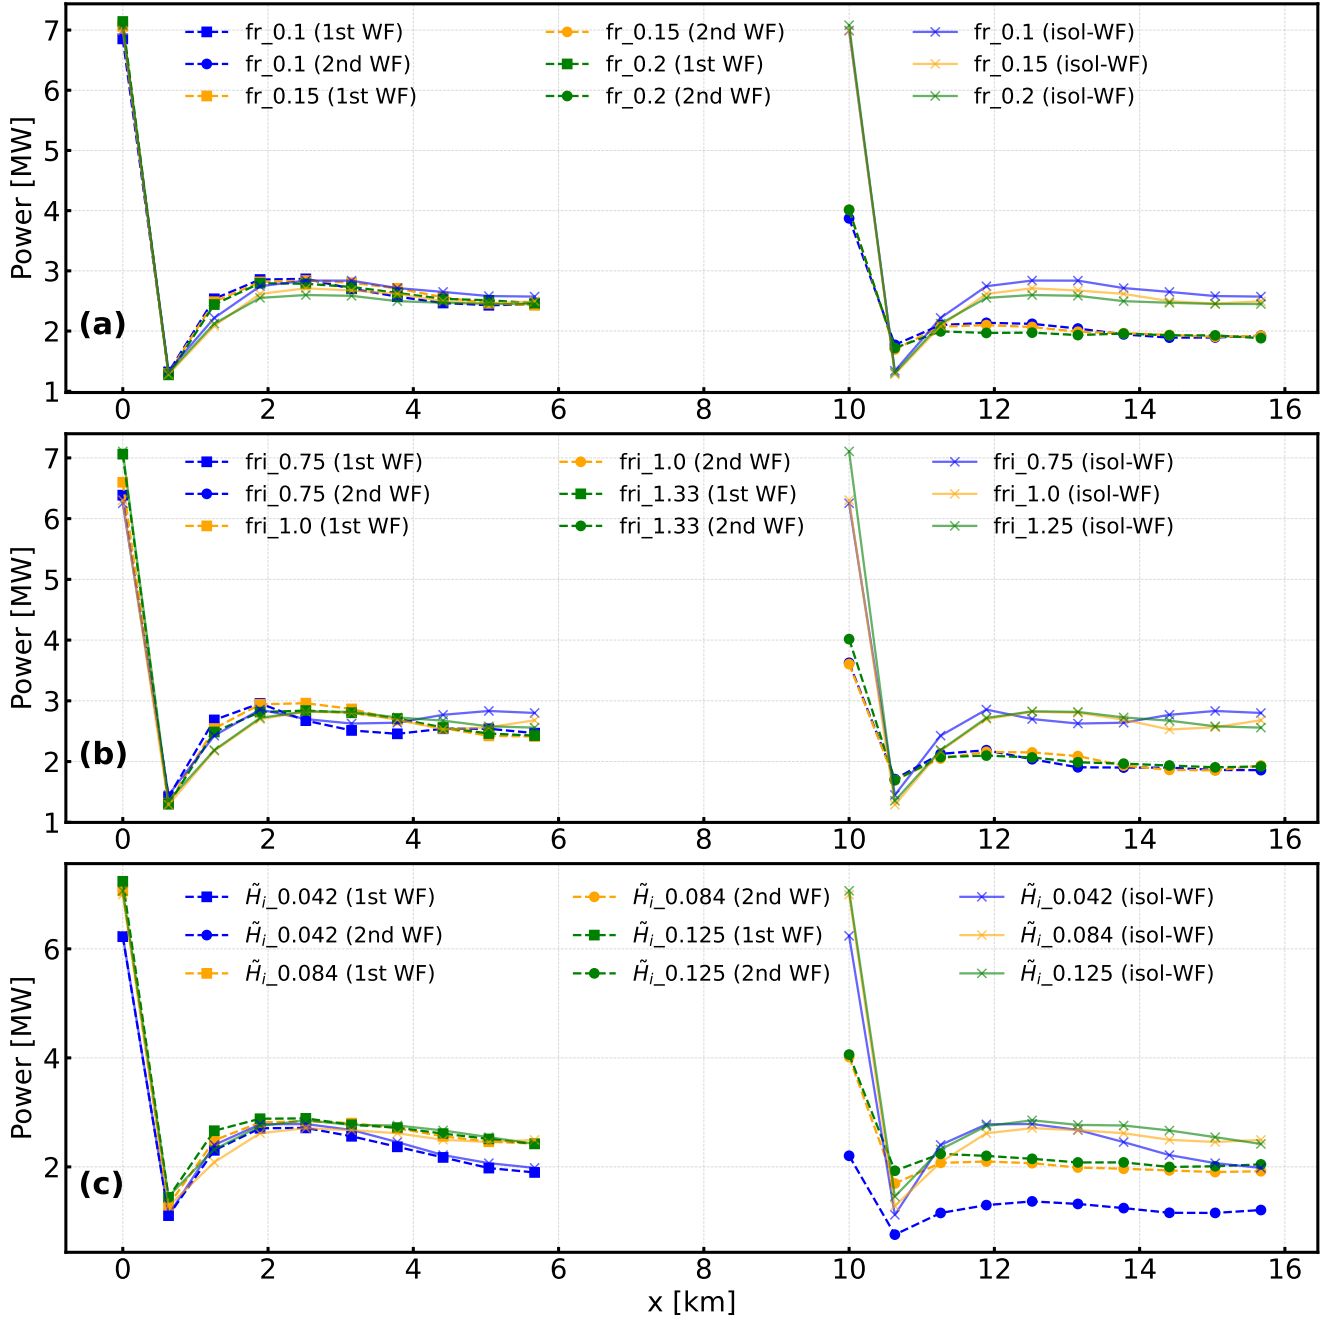 7
6
5
4
3
2
1
Power [MW]
fr_0.1 (1st WF)
fr_0.1 (2nd WF)
fr_0.15 (1st WF)
fr_0.15 (2nd WF)
fr_0.2 (1st WF)
fr_0.2 (2nd WF)
fr_0.1 (isol-WF)
fr_0.15 (isol-WF)
fr_0.2 (isol-WF)
(a)
0 2 4 6 8 10 12 14 16
7
6
5
4
3
2
1
Power [MW]
fri_0.75 (1st WF)
fri_0.75 (2nd WF)
fri_1.0 (1st WF)
fri_1.0 (2nd WF)
fri_1.33 (1st WF)
fri_1.33 (2nd WF)
fri_0.75 (isol-WF)
fri_1.0 (isol-WF)
fri_1.25 (isol-WF)
(b)
0 2 4 6 8 10 12 14 16
6
4
2
Power [MW]
H̃ᵢ_0.042 (1st WF)
H̃ᵢ_0.042 (2nd WF)
H̃ᵢ_0.084 (1st WF)
H̃ᵢ_0.084 (2nd WF)
H̃ᵢ_0.125 (1st WF)
H̃ᵢ_0.125 (2nd WF)
H̃ᵢ_0.042 (isol-WF)
H̃ᵢ_0.084 (isol-WF)
H̃ᵢ_0.125 (isol-WF)
(c)
0 2 4 6 8 10 12 14 16
x [km]